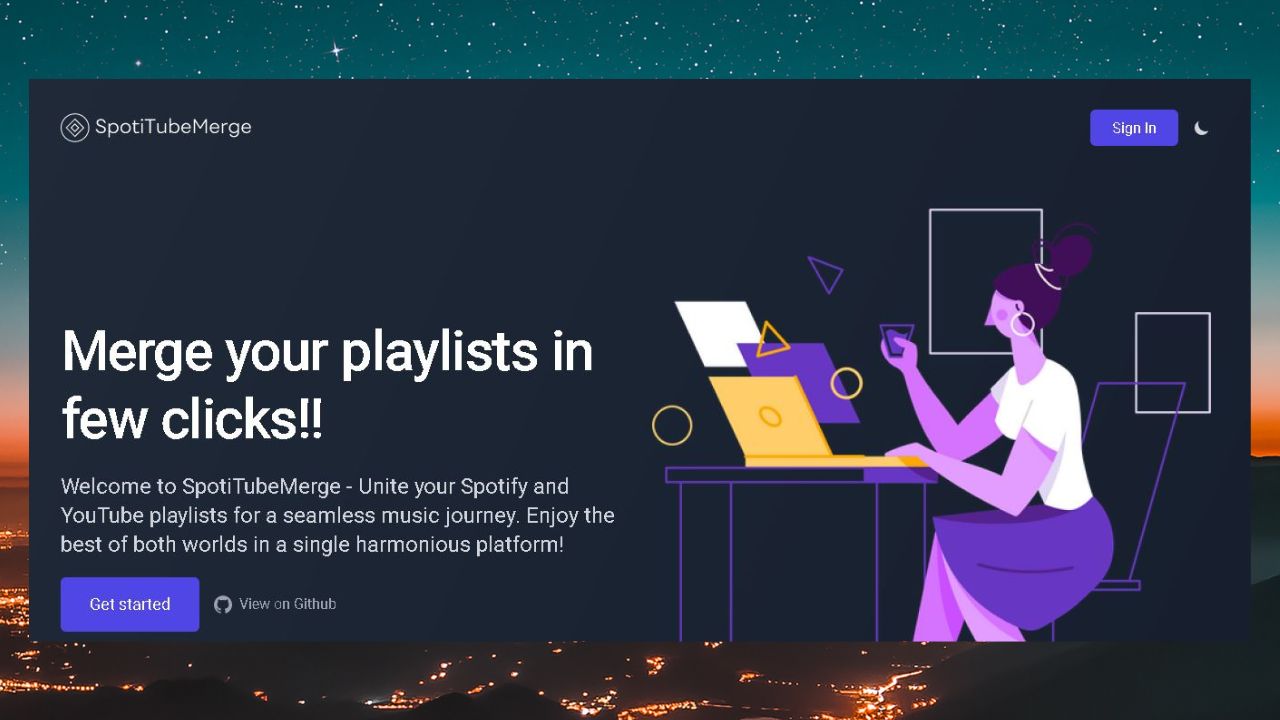 SpotiTubeMerge
Sign In
Merge your playlists in
few clicks!!
Welcome to SpotiTubeMerge - Unite your Spotify and
YouTube playlists for a seamless music journey. Enjoy the
best of both worlds in a single harmonious platform!
Get started
View on Github